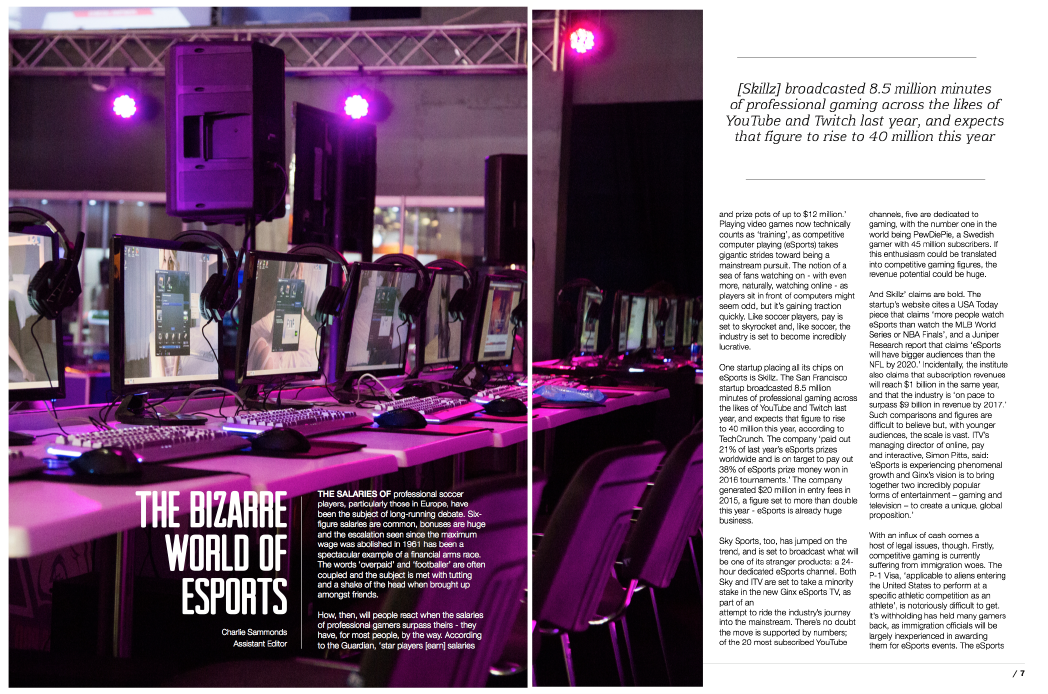 THE BIZARRE
WORLD OF
ESPORTS
Charlie Sammonds
Assistant Editor
THE SALARIES OF professional soccer
players, particularly those in Europe, have
been the subject of long-running debate. Six-
figure salaries are common, bonuses are huge
and the escalation seen since the maximum
wage was abolished in 1961 has been a
spectacular example of a financial arms race.
The words 'overpaid' and 'footballer' are often
coupled and the subject is met with tutting
and a shake of the head when brought up
amongst friends.
How, then, will people react when the salaries
of professional gamers surpass theirs - they
have, for most people, by the way. According
to the Guardian, 'star players [earn] salaries
[Skillz] broadcasted 8.5 million minutes
of professional gaming across the likes of
YouTube and Twitch last year, and expects
that figure to rise to 40 million this year
and prize pots of up to $12 million.'
Playing video games now technically
counts as 'training', as competitive
computer playing (eSports) takes
gigantic strides toward being a
mainstream pursuit. The notion of a
sea of fans watching on - with even
more, naturally, watching online - as
players sit in front of computers might
seem odd, but it's gaining traction
quickly. Like soccer players, pay is
set to skyrocket and, like soccer, the
industry is set to become incredibly
lucrative.
One startup placing all its chips on
eSports is Skillz. The San Francisco
startup broadcasted 8.5 million
minutes of professional gaming across
the likes of YouTube and Twitch last
year, and expects that figure to rise
to 40 million this year, according to
TechCrunch. The company 'paid out
21% of last year's eSports prizes
worldwide and is on target to pay out
38% of eSports prize money won in
2016 tournaments.' The company
generated $20 million in entry fees in
2015, a figure set to more than double
this year - eSports is already huge
business.
Sky Sports, too, has jumped on the
trend, and is set to broadcast what will
be one of its stranger products: a 24-
hour dedicated eSports channel. Both
Sky and ITV are set to take a minority
stake in the new Ginx eSports TV, as
part of an
attempt to ride the industry's journey
into the mainstream. There's no doubt
the move is supported by numbers;
of the 20 most subscribed YouTube
channels, five are dedicated to
gaming, with the number one in the
world being PewDiePie, a Swedish
gamer with 45 million subscribers. If
this enthusiasm could be translated
into competitive gaming figures, the
revenue potential could be huge.
And Skillz' claims are bold. The
startup's website cites a USA Today
piece that claims 'more people watch
eSports than watch the MLB World
Series or NBA Finals', and a Juniper
Research report that claims 'eSports
will have bigger audiences than the
NFL by 2020.' Incidentally, the institute
also claims that subscription revenues
will reach $1 billion in the same year,
and that the industry is 'on pace to
surpass $9 billion in revenue by 2017.'
Such comparisons and figures are
difficult to believe but, with younger
audiences, the scale is vast. ITV's
managing director of online, pay
and interactive, Simon Pitts, said:
'eSports is experiencing phenomenal
growth and Ginx's vision is to bring
together two incredibly popular
forms of entertainment – gaming and
television – to create a unique, global
proposition.'
With an influx of cash comes a
host of legal issues, though. Firstly,
competitive gaming is currently
suffering from immigration woes. The
P-1 Visa, 'applicable to aliens entering
the United States to perform at a
specific athletic competition as an
athlete', is notoriously difficult to get.
It's withholding has held many gamers
back, as immigration officials will be
largely inexperienced in awarding
them for eSports events. The eSports
/ 7